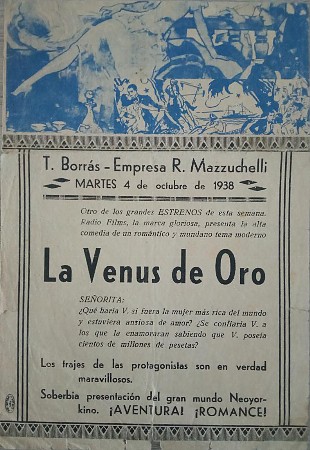 T. Borrás - Empresa R. Mazzuchelli
MARTES 4 de octubre de 1938
Otro de los grandes ESTRENOS de esta semana.
Radio Films, la marca gloriosa, presenta la alta
comedia de un romántico y mundano tema moderno
La Venus de Oro
SEÑORITA:
¿Qué haría V. si fuera la mujer más rica del mundo
y estuviera ansiosa de amor? ¿Se confiaría V. a
los que la enamoraran sabiendo que V. poseía
cientos de millones de pesetas?
Los trajes de las protagonistas son en verdad
maravillosos.
Soberbia presentación del gran mundo Neoyor-
kino. ¡AVENTURA! ¡ROMANCE!